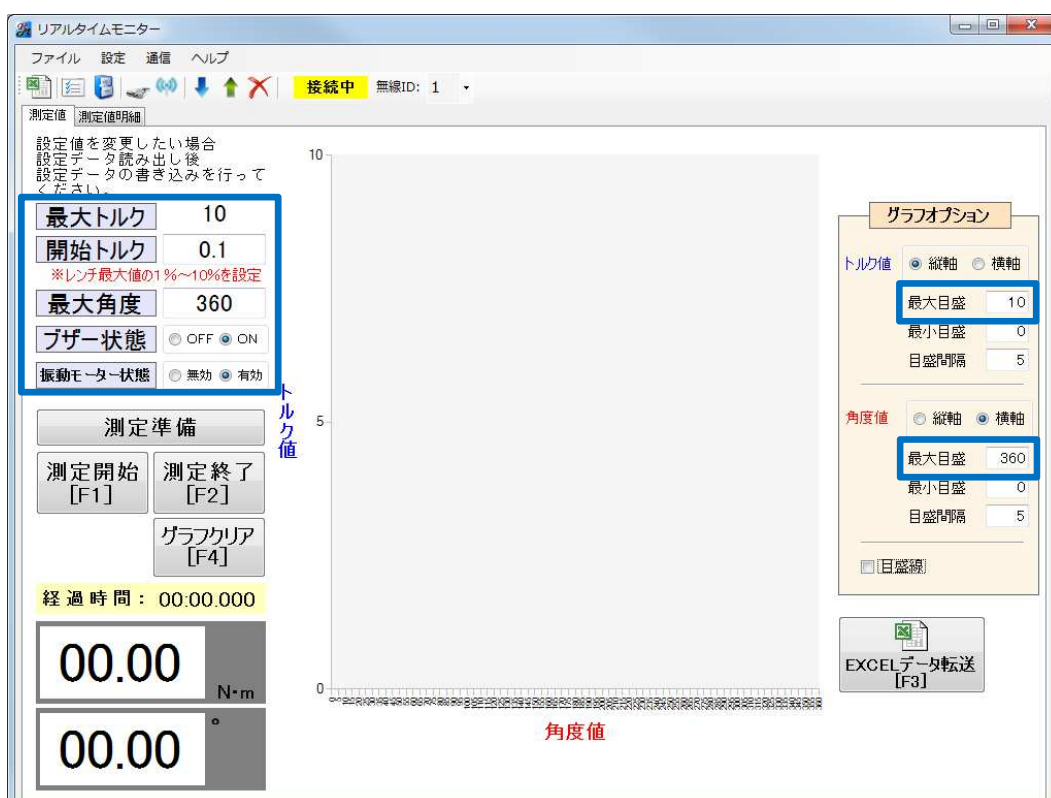 リアルタイムモニター
ファイル 設定 通信 ヘルプ
接続中 無線ID: 1
測定値 測定値明細
設定値を変更したい場合
設定データ読み出し後
設定データの書き込みを行って
ください。
最大トルク 10
開始トルク 0.1
※レンチ最大値の1%～10%を設定
最大角度 360
ブザー状態 OFF ON
振動モーター状態 無効 有効
測定準備
測定開始
[F1]
測定終了
[F2]
グラフクリア
[F4]
経過時間: 00:00.000
00.00
N・m
00.00
°
トルク値
10
5
0
角度値
グラフオプション
トルク値 縦軸 横軸
最大目盛 10
最小目盛 0
目盛間隔 5
角度値 縦軸 横軸
最大目盛 360
最小目盛 0
目盛間隔 5
目盛線
EXCELデータ転送
[F3]